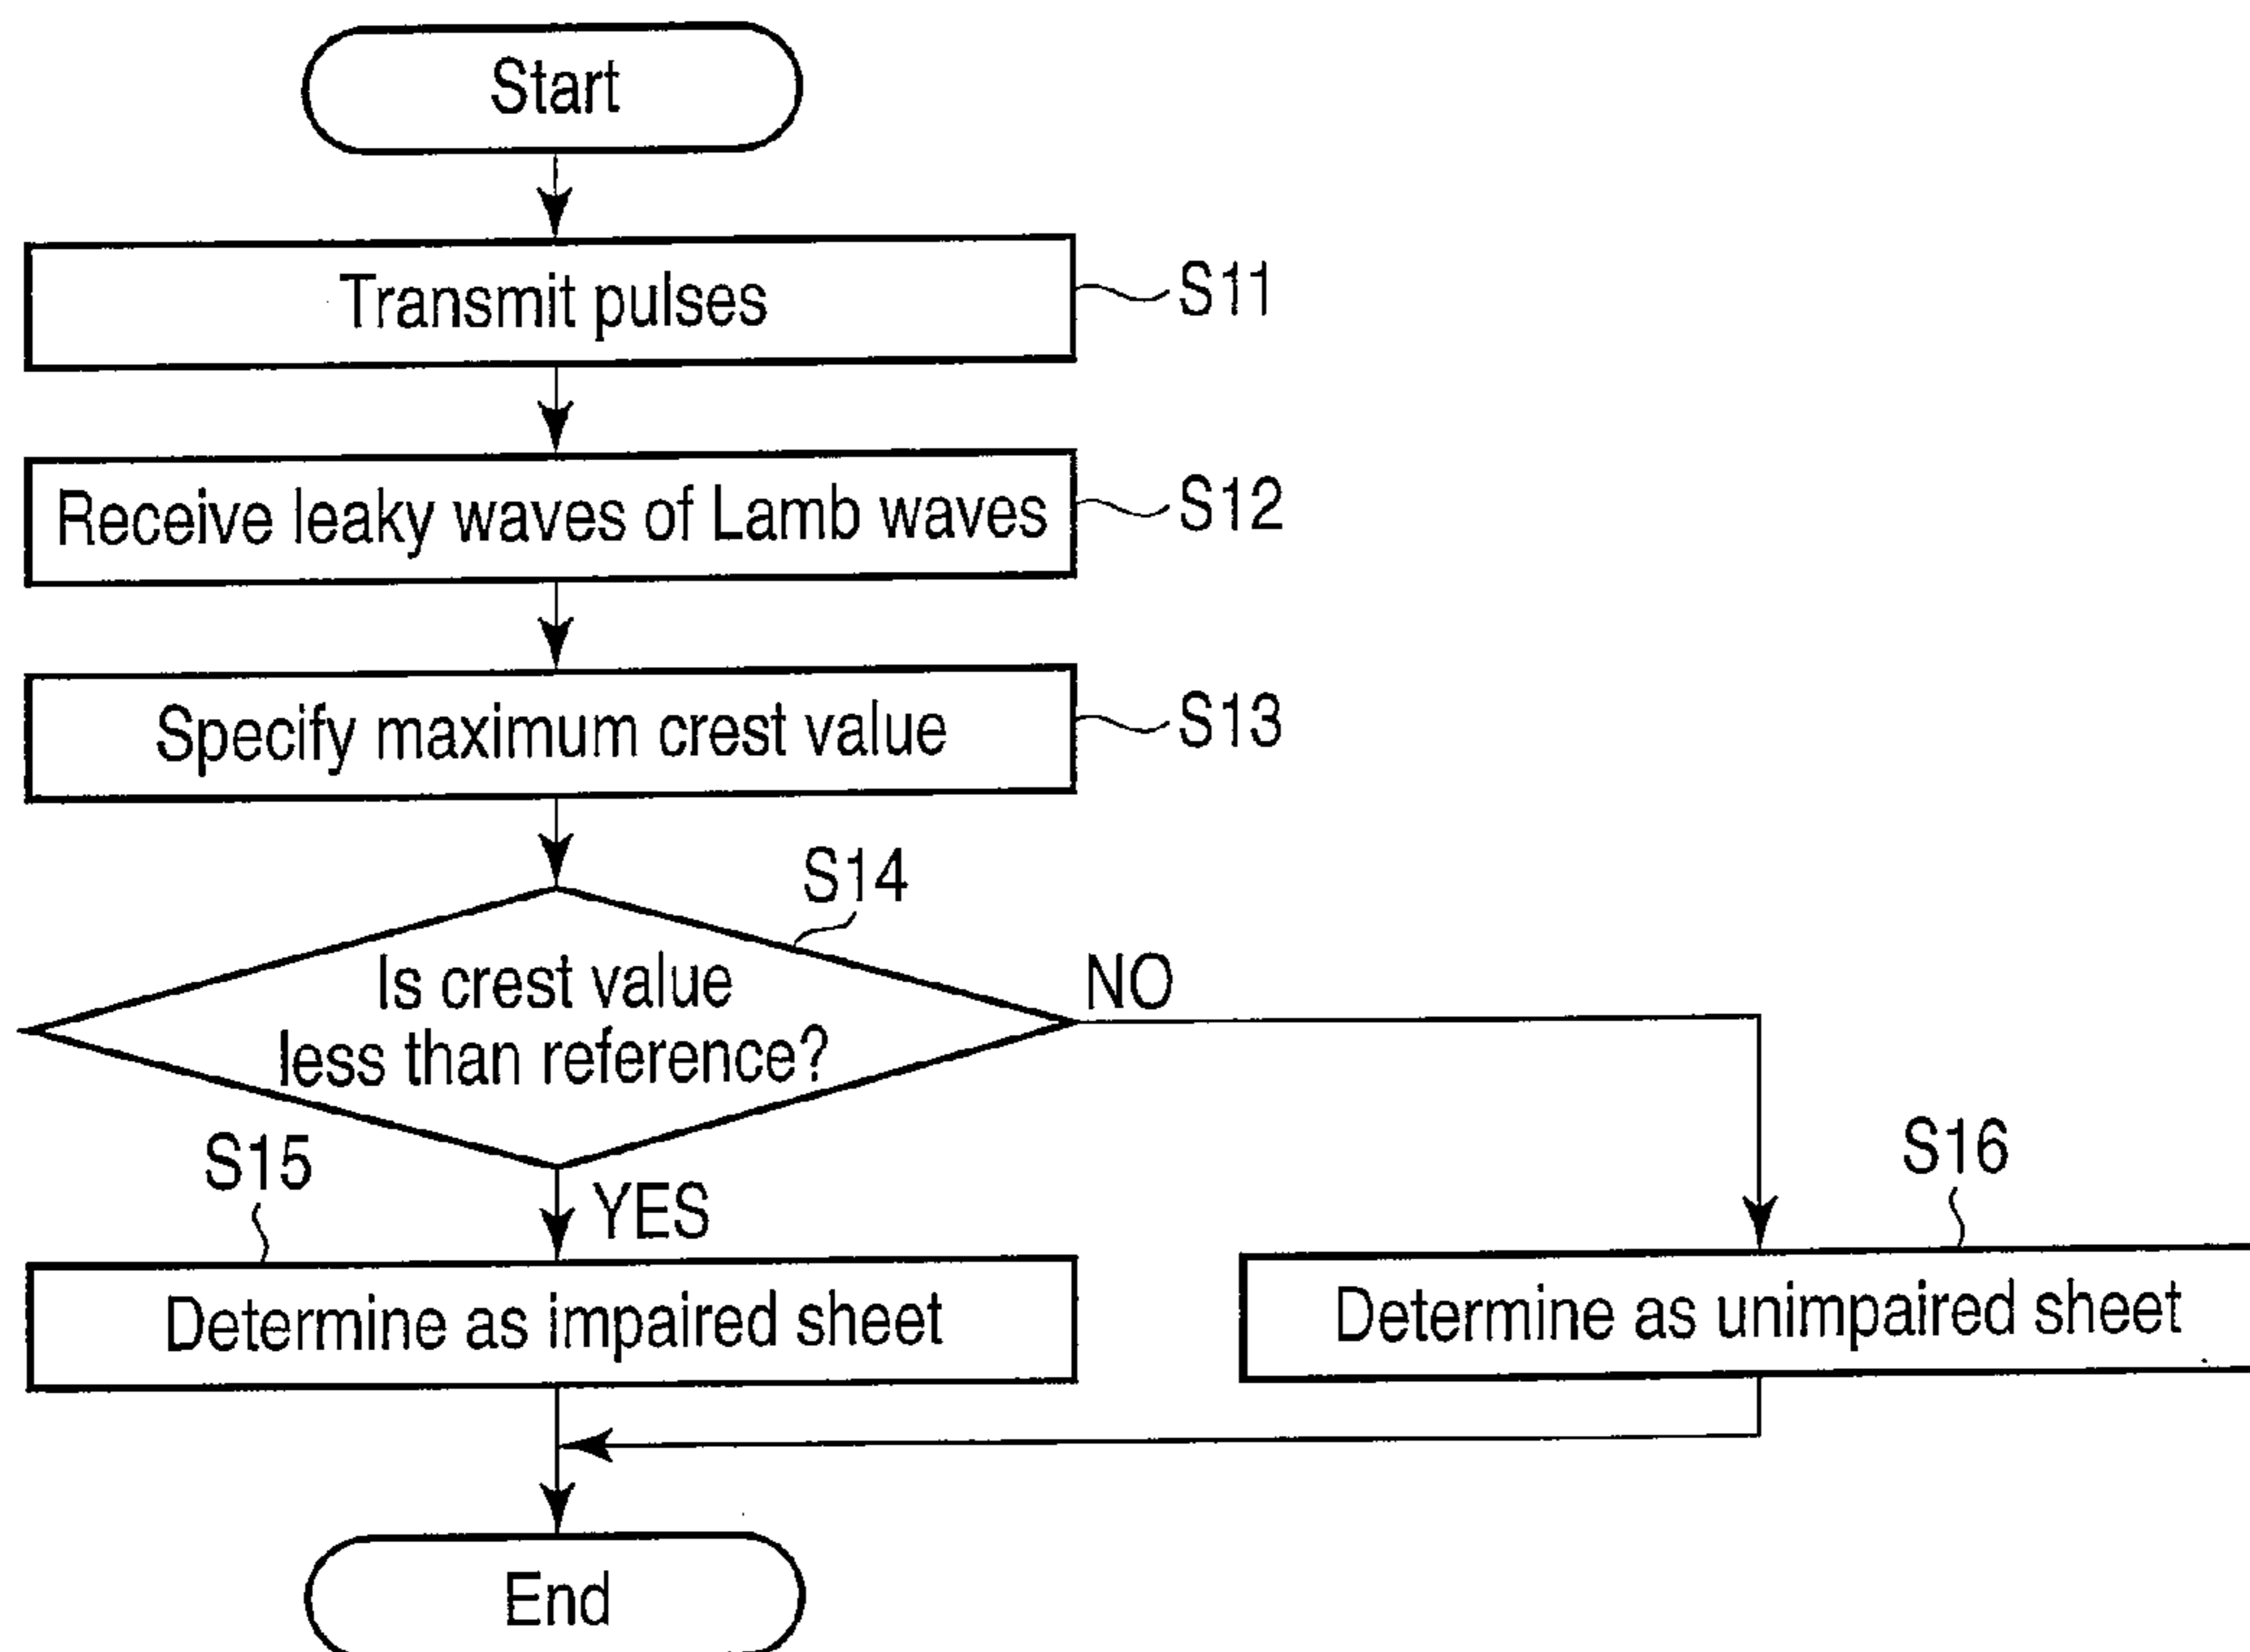 Start
Transmit pulses
S11
Receive leaky waves of Lamb waves
S12
Specify maximum crest value
S13
S14
Is crest value
less than reference?
NO
YES
S15
Determine as impaired sheet
S16
Determine as unimpaired sheet
End